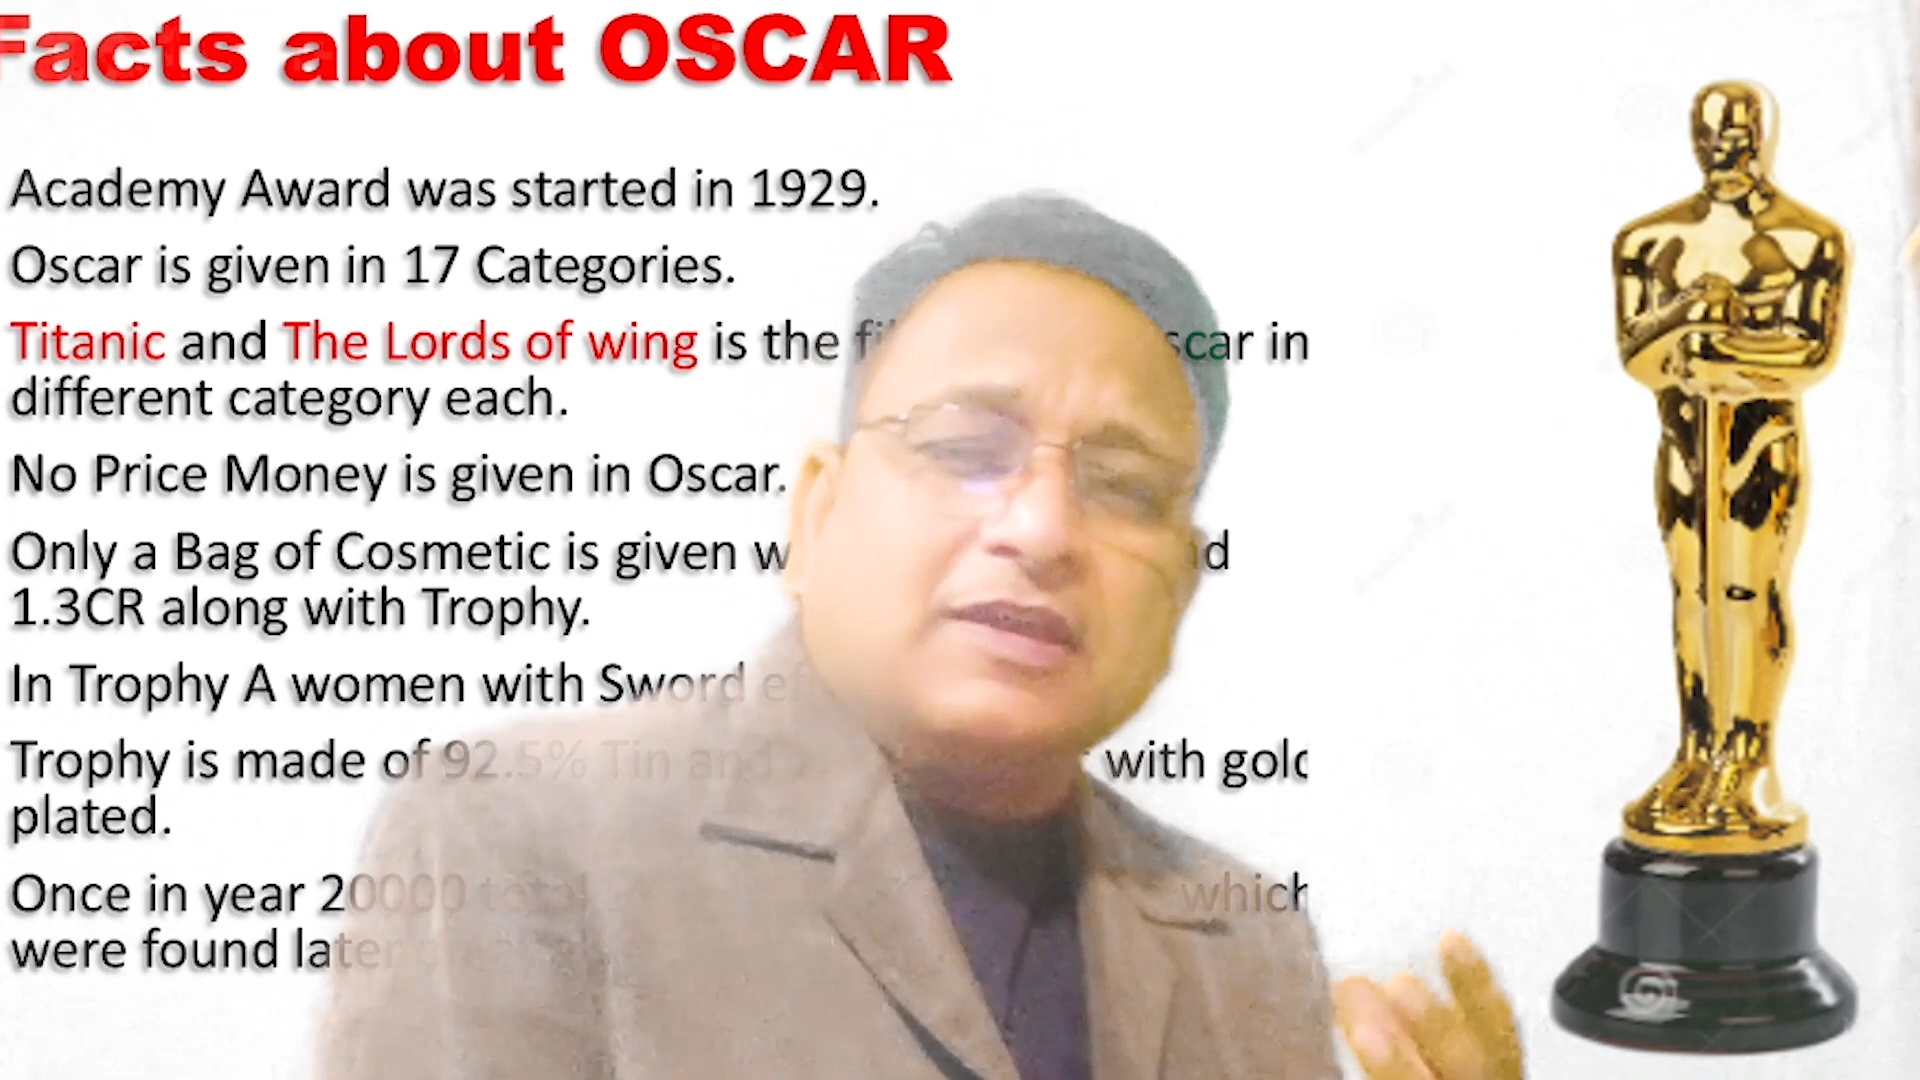 Facts about OSCAR
Academy Award was started in 1929.
Oscar is given in 17 Categories.
Titanic and The Lords of wing is the in
different category each.
No Price Money is given in Oscar.
Only a Bag of Cosmetic is given
1.3CR along with Trophy.
In Trophy A women with Sword
Trophy is made of 92.5% Tin and with gold
plated.
Once in year 20000 total which
were found later